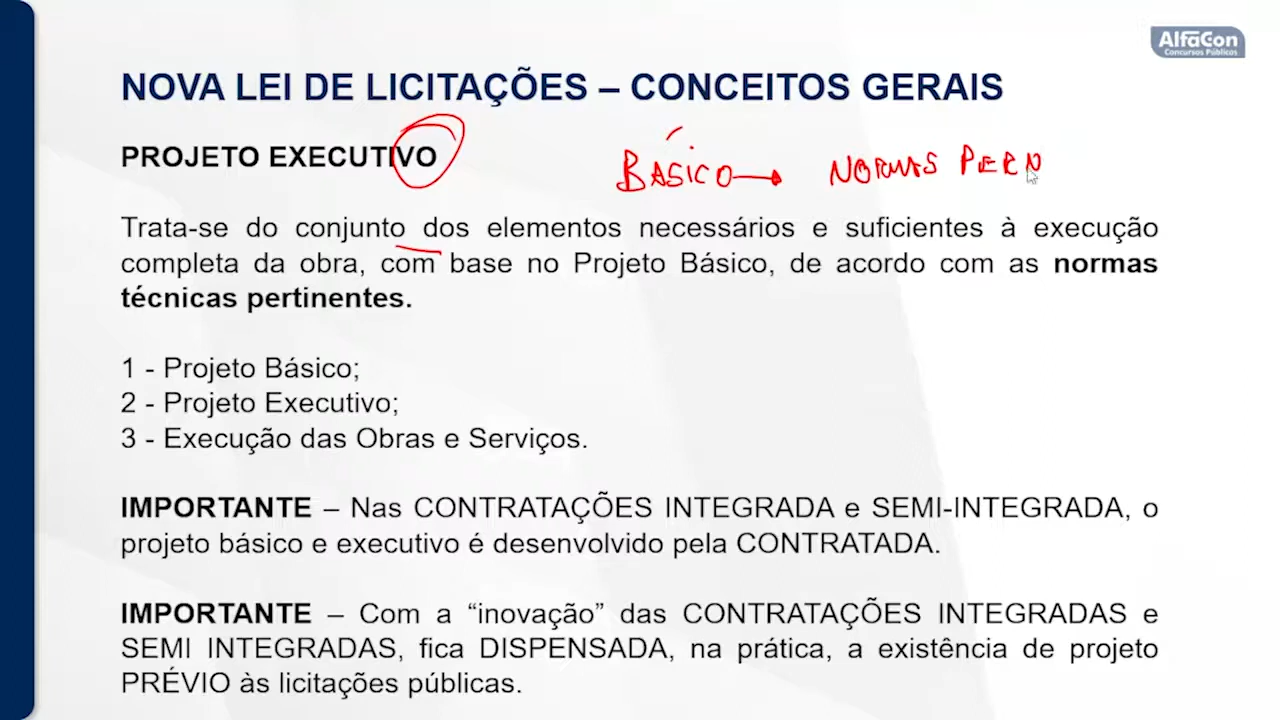 AlfaCon
Concursos Públicos
NOVA LEI DE LICITAÇÕES – CONCEITOS GERAIS
PROJETO EXECUTIVO
BÁSICO → NORMAS PER
Trata-se do conjunto dos elementos necessários e suficientes à execução
completa da obra, com base no Projeto Básico, de acordo com as normas
técnicas pertinentes.
1 - Projeto Básico;
2 - Projeto Executivo;
3 - Execução das Obras e Serviços.
IMPORTANTE – Nas CONTRATAÇÕES INTEGRADA e SEMI-INTEGRADA, o
projeto básico e executivo é desenvolvido pela CONTRATADA.
IMPORTANTE – Com a “inovação” das CONTRATAÇÕES INTEGRADAS e
SEMI INTEGRADAS, fica DISPENSADA, na prática, a existência de projeto
PRÉVIO às licitações públicas.